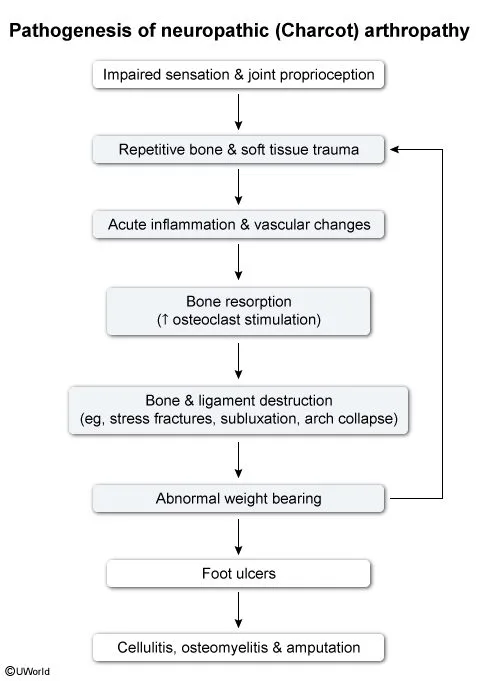 Pathogenesis of neuropathic (Charcot) arthropathy
Impaired sensation & joint proprioception
Repetitive bone & soft tissue trauma
Acute inflammation & vascular changes
Bone resorption
(↑ osteoclast stimulation)
Bone & ligament destruction
(eg, stress fractures, subluxation, arch collapse)
Abnormal weight bearing
Foot ulcers
Cellulitis, osteomyelitis & amputation
©UWorld